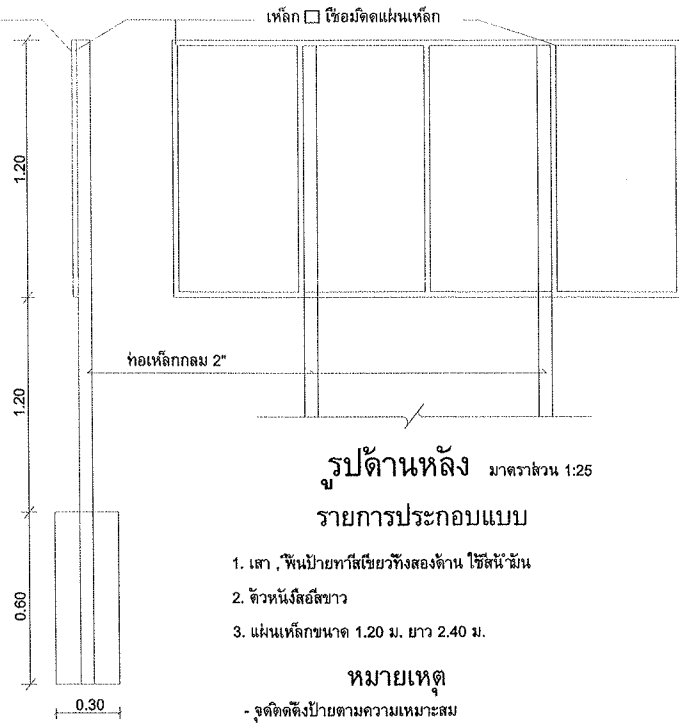 เหล็ก □ เชื่อมติดแผ่นเหล็ก
1.20
ท่อเหล็กกลม 2"
1.20
รูปด้านหลัง มาตราส่วน 1:25
รายการประกอบแบบ
1. เสา , พื้นป้ายทาสีเขียวทั้งสองด้าน ใช้สีน้ำมัน
0.60
2. ตัวหนังสือสีขาว
3. แผ่นเหล็กขนาด 1.20 ม. ยาว 2.40 ม.
หมายเหตุ
0.30
- จุดติดตั้งป้ายตามความเหมาะสม